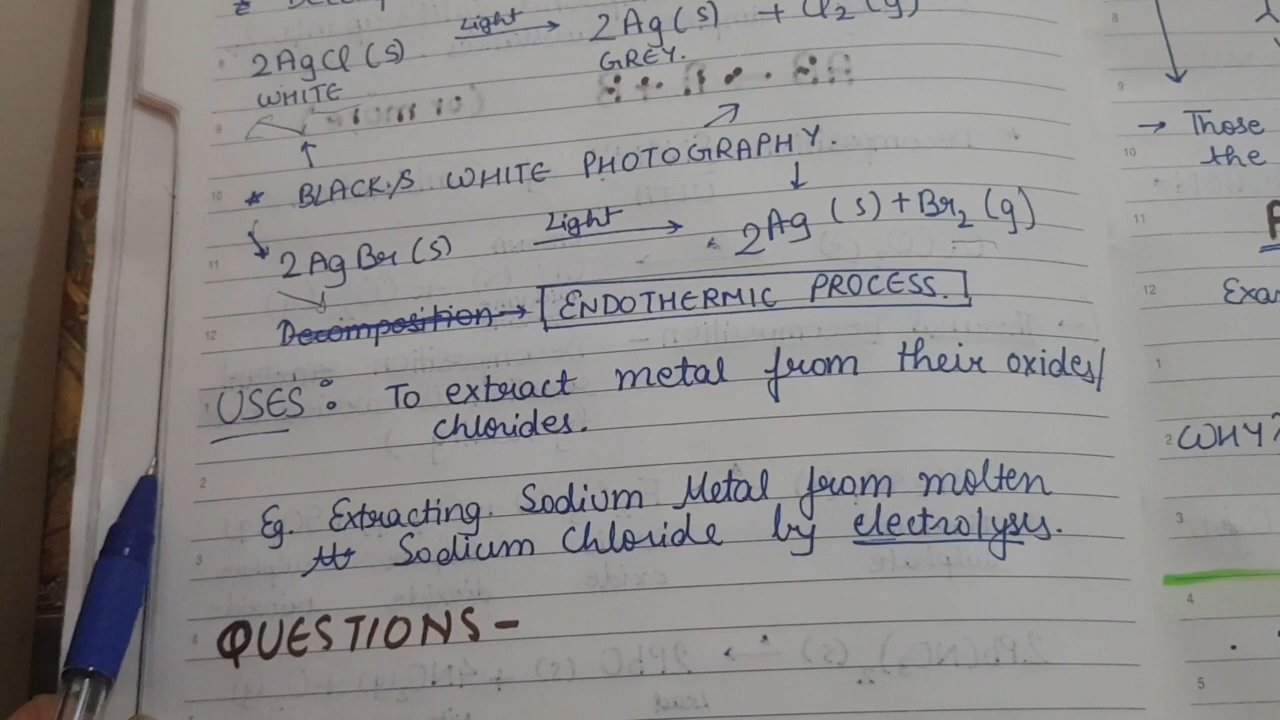 2AgCl (s) Light → 2Ag (s) + Cl2 (g)
WHITE GREY.
* BLACK & WHITE PHOTOGRAPHY.
2AgBr (s) Light → 2Ag (s) + Br2 (g)
Decomposition → ENDOTHERMIC PROCESS.
USES : To extract metal from their oxides/
chlorides.
Eg. Extracting Sodium Metal from molten
Sodium Chloride by electrolysis.
QUESTIONS -
→ Those
the
WHY?